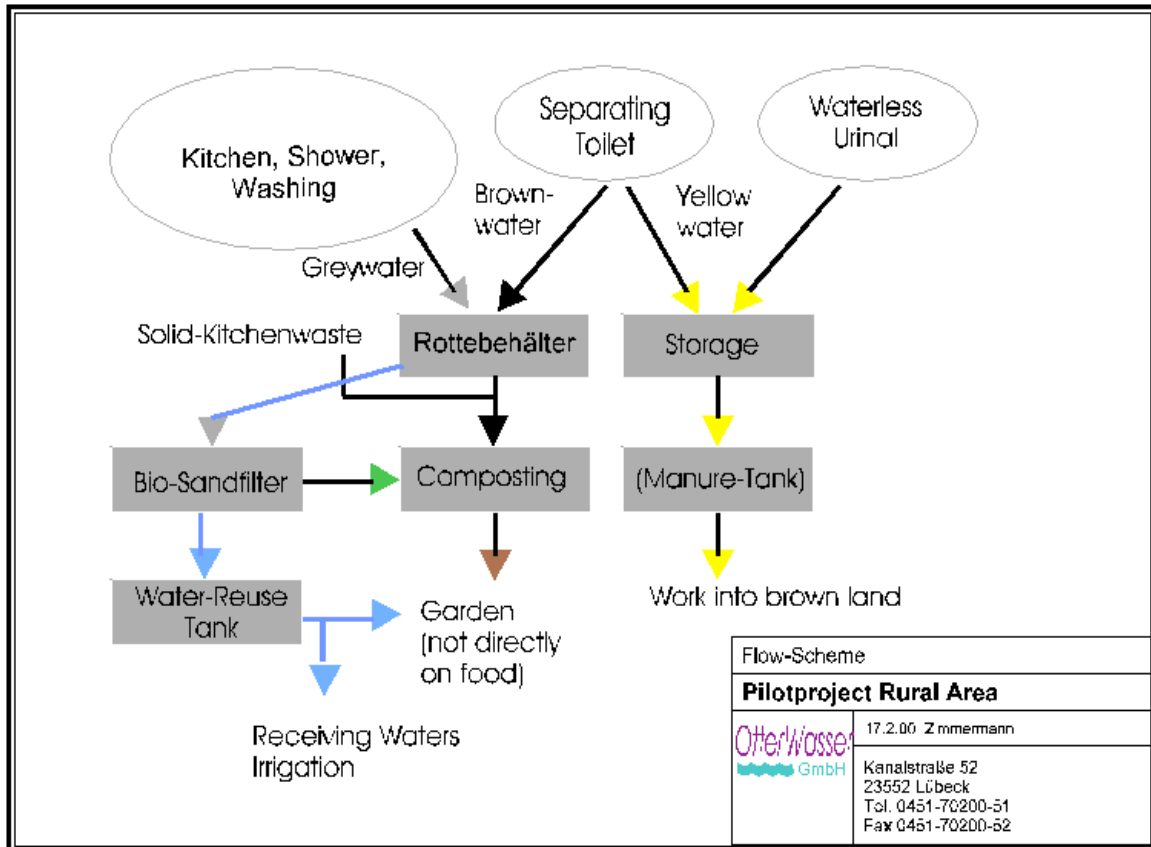 Kitchen, Shower,
Washing
Separating
Toilet
Waterless
Urinal
Brown-
water
Yellow
water
Greywater
Solid-Kitchenwaste
Rottebehälter
Storage
Bio-Sandfilter
Composting
(Manure-Tank)
Water-Reuse
Tank
Garden
(not directly
on food)
Work into brown land
Receiving Waters
Irrigation
Flow-Scheme
Pilotproject Rural Area
OtterWasser
GmbH
17.2.00 Zimmermann
Kanalstraße 52
23552 Lübeck
Tel. 0451-70200-51
Fax 0451-70200-52